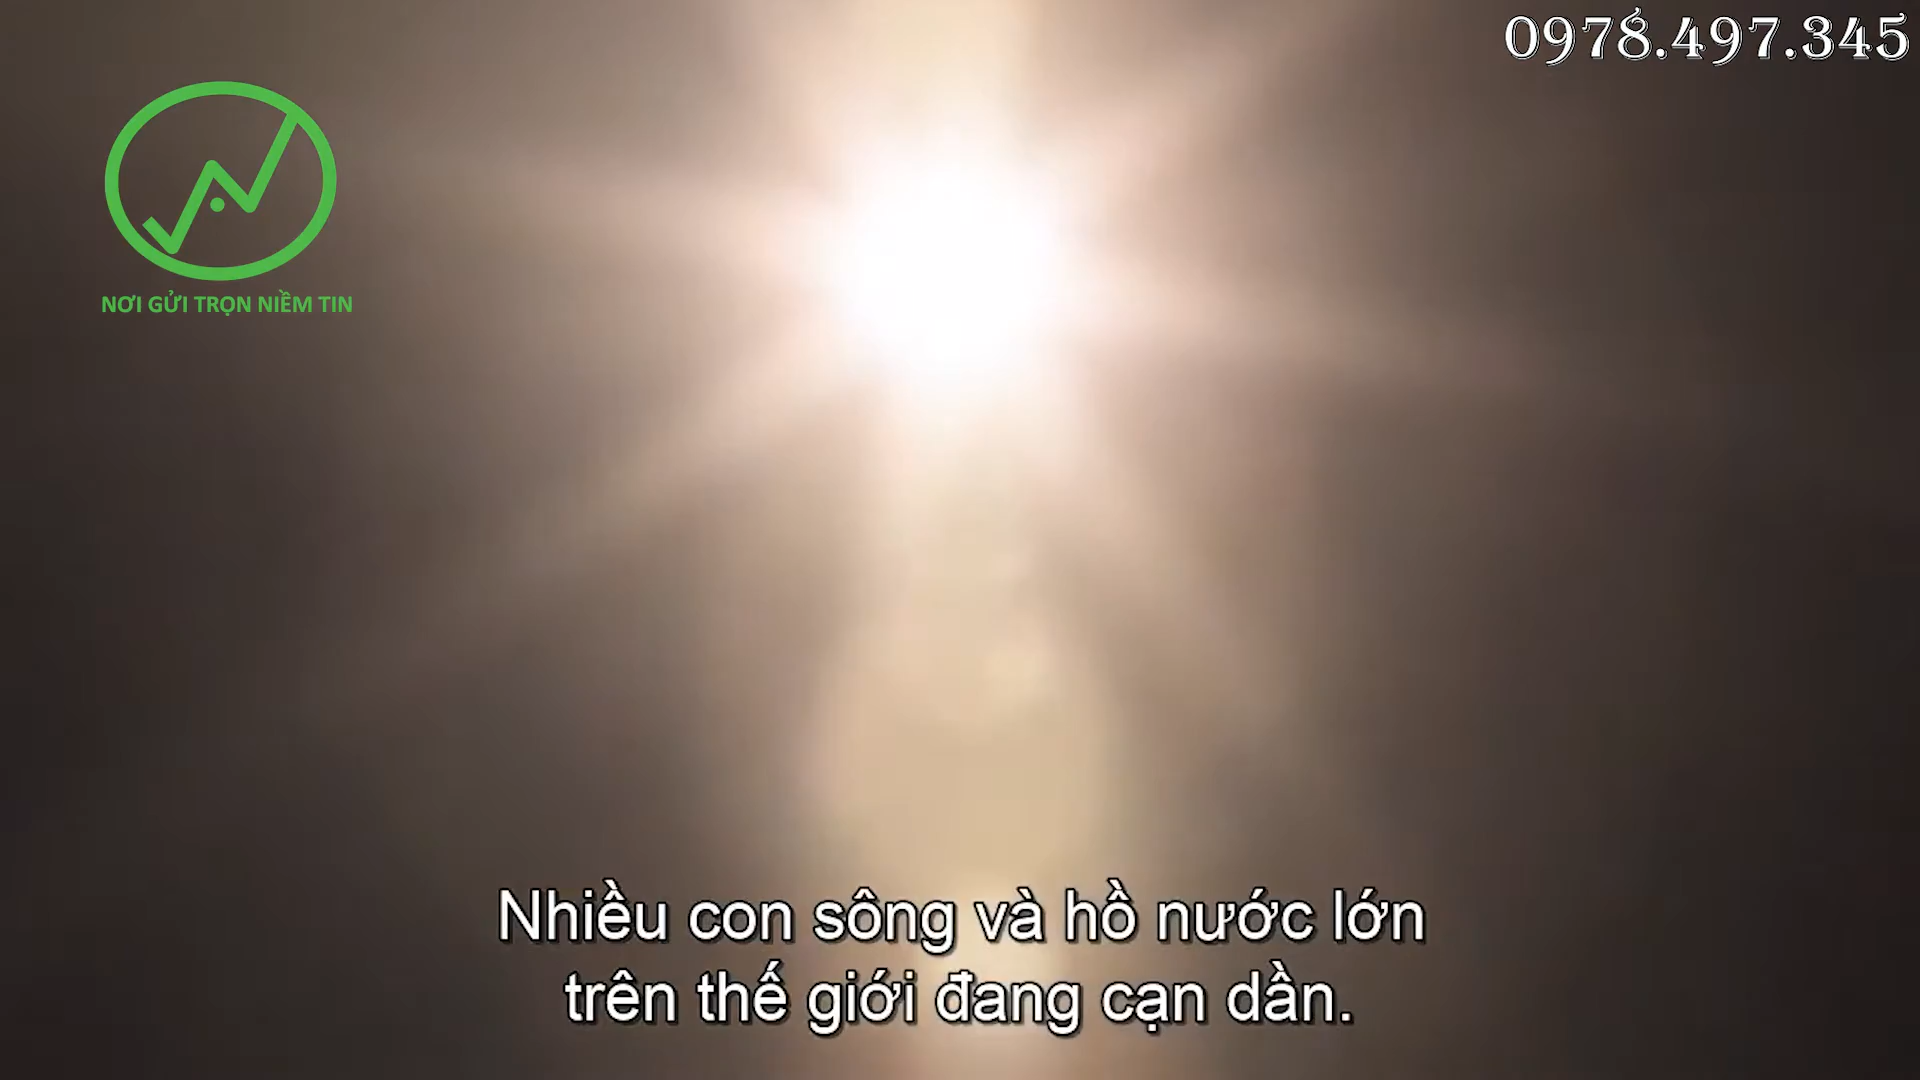 0978.497.345
NƠI GỬI TRỌN NIỀM TIN
Nhiều con sông và hồ nước lớn
trên thế giới đang cạn dần.